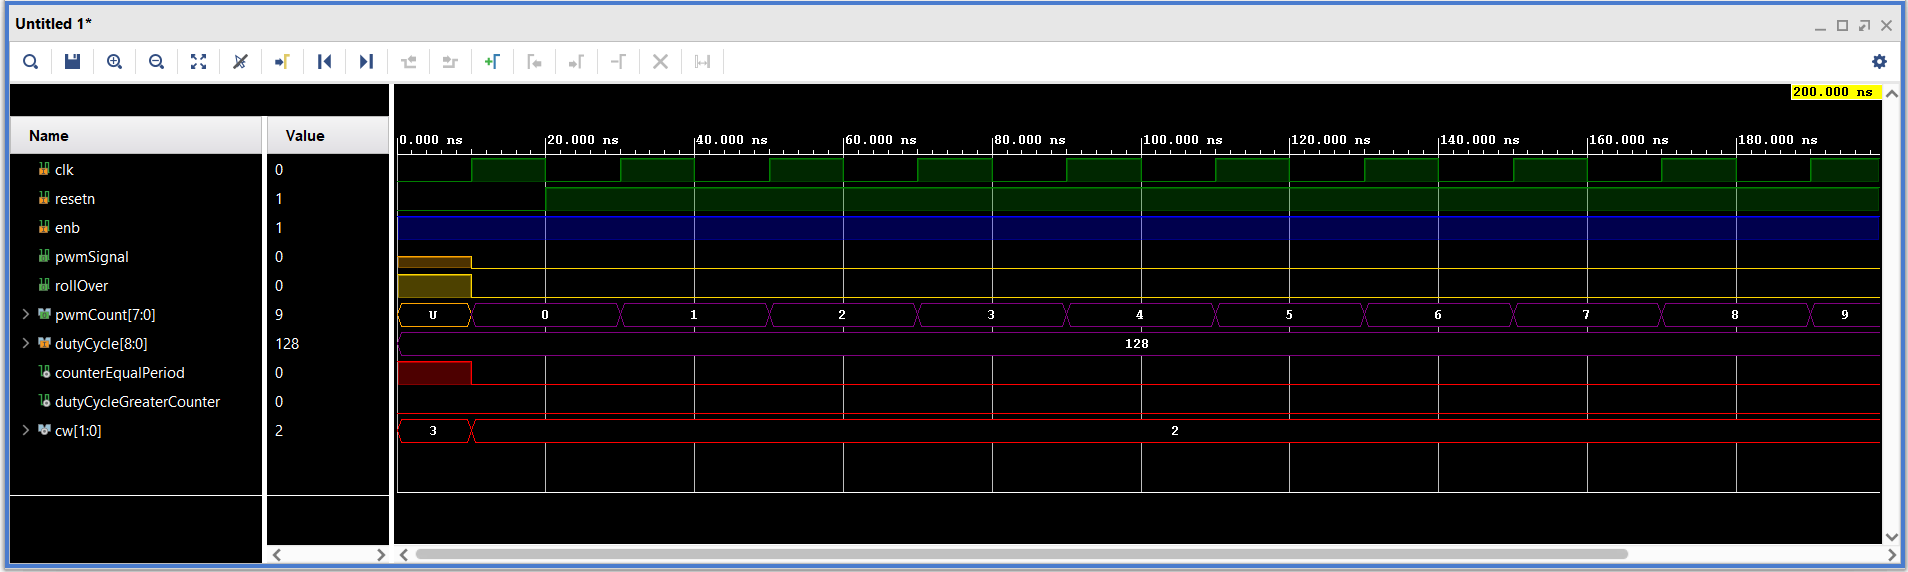 Untitled 1*
200.000 ns
Name Value
0.000 ns 20.000 ns 40.000 ns 60.000 ns 80.000 ns 100.000 ns 120.000 ns 140.000 ns 160.000 ns 180.000 ns
clk 0
resetn 1
enb 1
pwmSignal 0
rollOver 0
pwmCount[7:0] 9 U 0 1 2 3 4 5 6 7 8 9
dutyCycle[8:0] 128 128
counterEqualPeriod 0
dutyCycleGreaterCounter 0
cw[1:0] 2 3 2